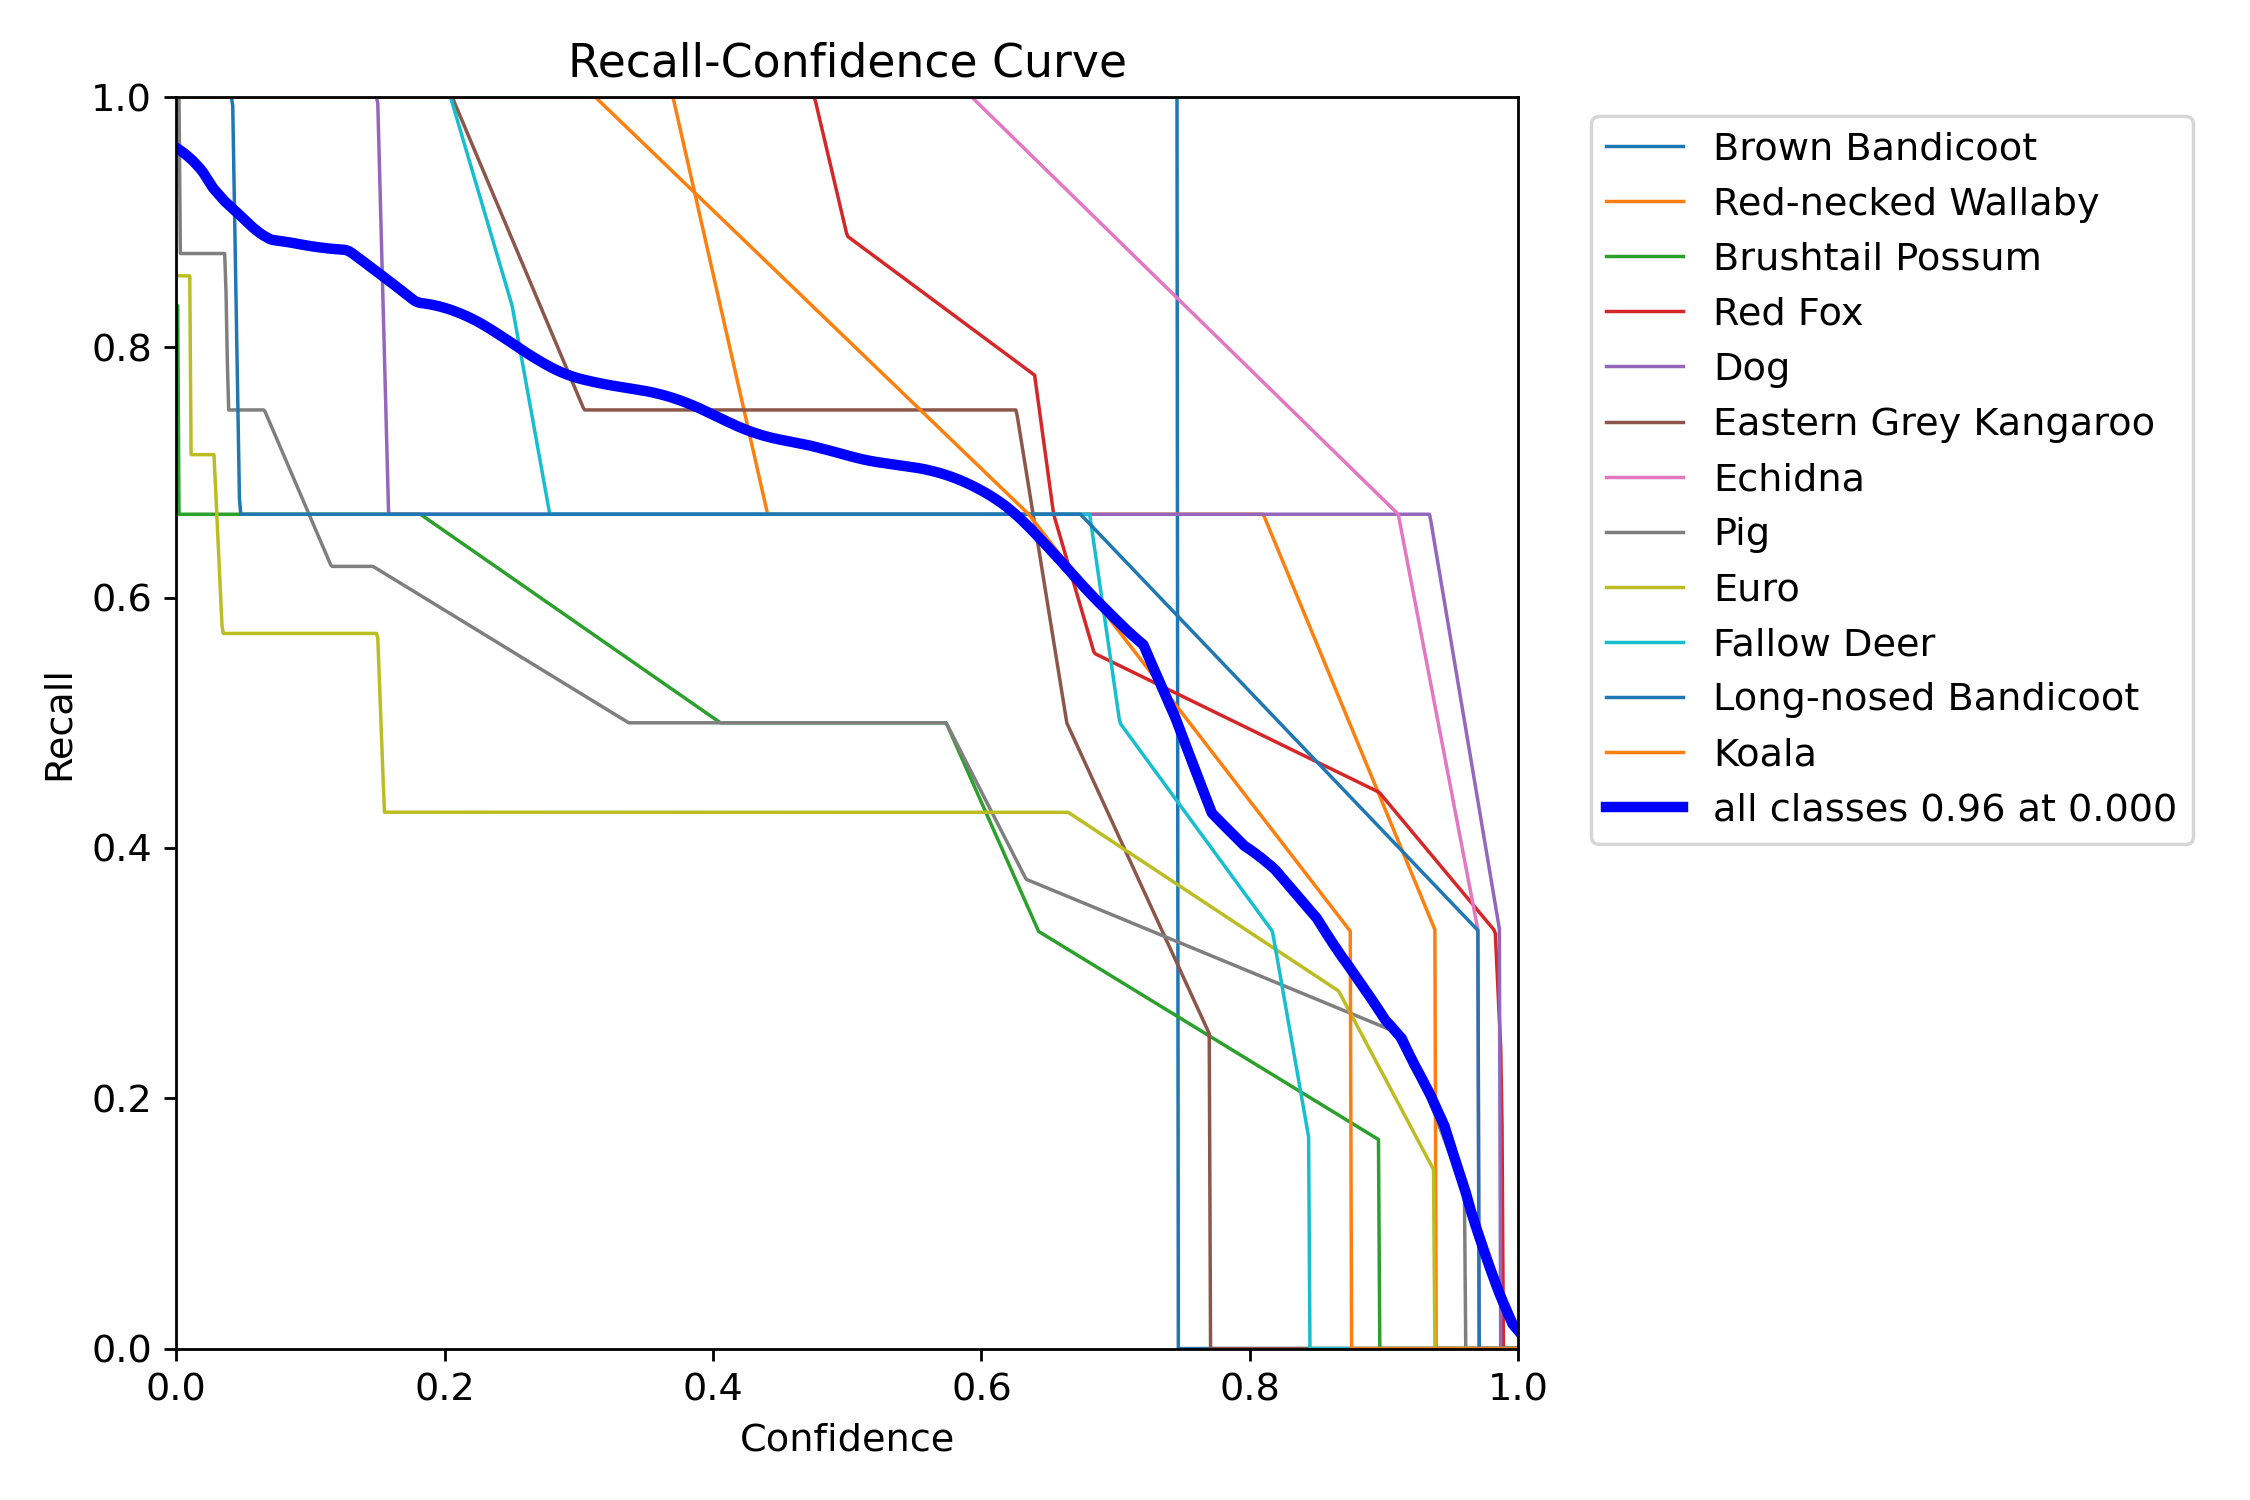 Recall-Confidence Curve
1.0
0.8
0.6
0.4
0.2
0.0
Recall
0.0 0.2 0.4 0.6 0.8 1.0
Confidence
Brown Bandicoot
Red-necked Wallaby
Brushtail Possum
Red Fox
Dog
Eastern Grey Kangaroo
Echidna
Pig
Euro
Fallow Deer
Long-nosed Bandicoot
Koala
all classes 0.96 at 0.000